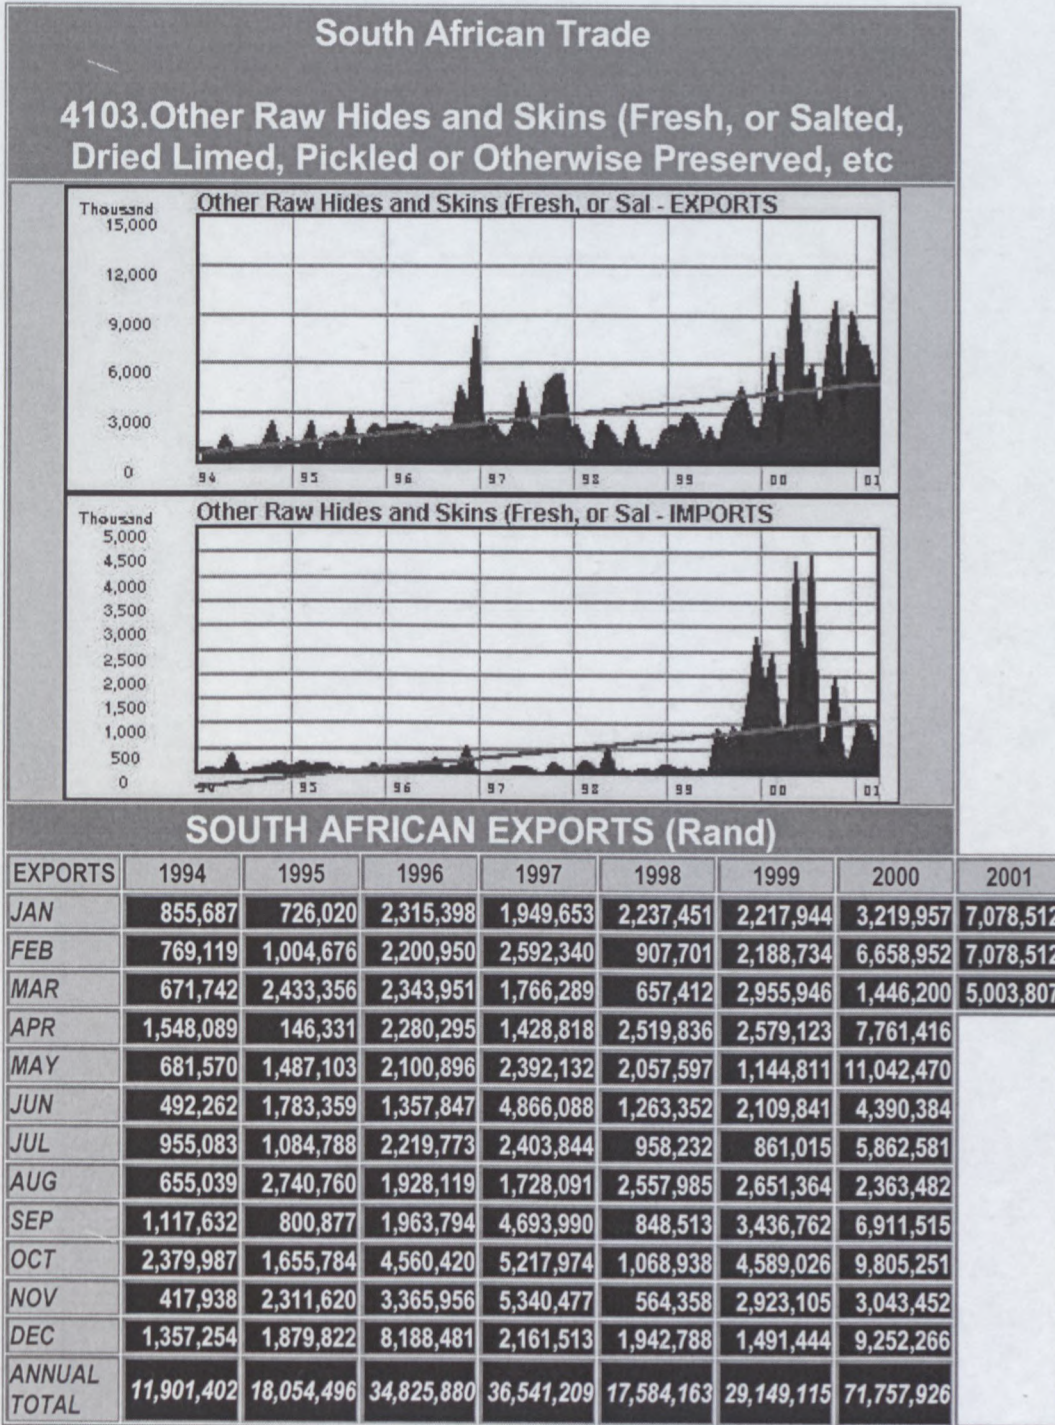 South African Trade
4103.Other Raw Hides and Skins (Fresh, or Salted,
Dried Limed, Pickled or Otherwise Preserved, etc
Other Raw Hides and Skins (Fresh, or Sal - EXPORTS
Thousand
15,000
12,000
9,000
6,000
3,000
0
94 95 96 97 98 99 00 01
Other Raw Hides and Skins (Fresh, or Sal - IMPORTS
Thousand
5,000
4,500
4,000
3,500
3,000
2,500
2,000
1,500
1,000
500
0
94 95 96 97 98 99 00 01
SOUTH AFRICAN EXPORTS (Rand)
EXPORTS 1994 1995 1996 1997 1998 1999 2000 2001
JAN 855,687 726,020 2,315,398 1,949,653 2,237,451 2,217,944 3,219,957 7,078,512
FEB 769,119 1,004,676 2,200,950 2,592,340 907,701 2,188,734 6,658,952 7,078,512
MAR 671,742 2,433,356 2,343,951 1,766,289 657,412 2,955,946 1,446,200 5,003,807
APR 1,548,089 146,331 2,280,295 1,428,818 2,519,836 2,579,123 7,761,416
MAY 681,570 1,487,103 2,100,896 2,392,132 2,057,597 1,144,811 11,042,470
JUN 492,262 1,783,359 1,357,847 4,866,088 1,263,352 2,109,841 4,390,384
JUL 955,083 1,084,788 2,219,773 2,403,844 958,232 861,015 5,862,581
AUG 655,039 2,740,760 1,928,119 1,728,091 2,557,985 2,651,364 2,363,482
SEP 1,117,632 800,877 1,963,794 4,693,990 848,513 3,436,762 6,911,515
OCT 2,379,987 1,655,784 4,560,420 5,217,974 1,068,938 4,589,026 9,805,251
NOV 417,938 2,311,620 3,365,956 5,340,477 564,358 2,923,105 3,043,452
DEC 1,357,254 1,879,822 8,188,481 2,161,513 1,942,788 1,491,444 9,252,266
ANNUAL
TOTAL 11,901,402 18,054,496 34,825,880 36,541,209 17,584,163 29,149,115 71,757,926